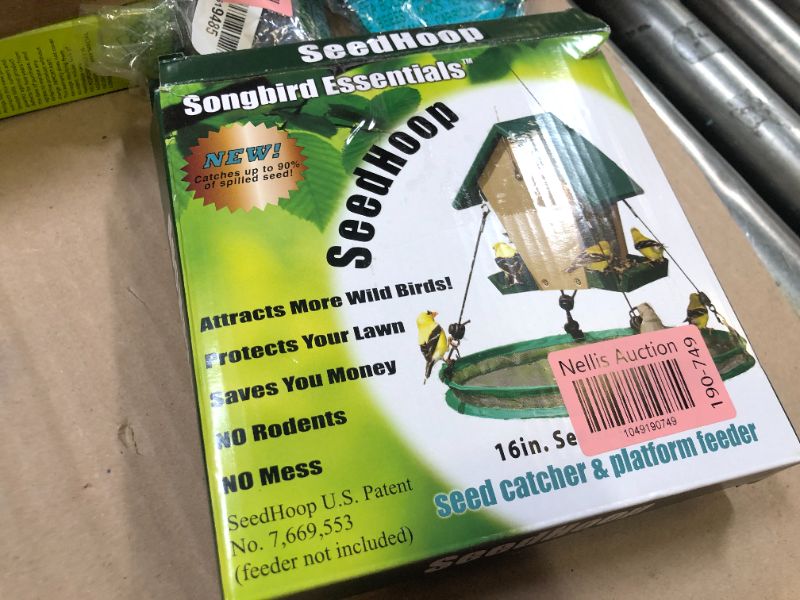 19485
SeedHoop
Songbird Essentials™
SeedHoop
NEW!
Catches up to 90%
of spilled seed!
Attracts More Wild Birds!
Protects Your Lawn
Saves You Money
NO Rodents
NO Mess
SeedHoop U.S. Patent
No. 7,669,553
(feeder not included)
Nellis Auction
190-749
1049190749
16in. Se
seed catcher & platform feeder
SeedHoop